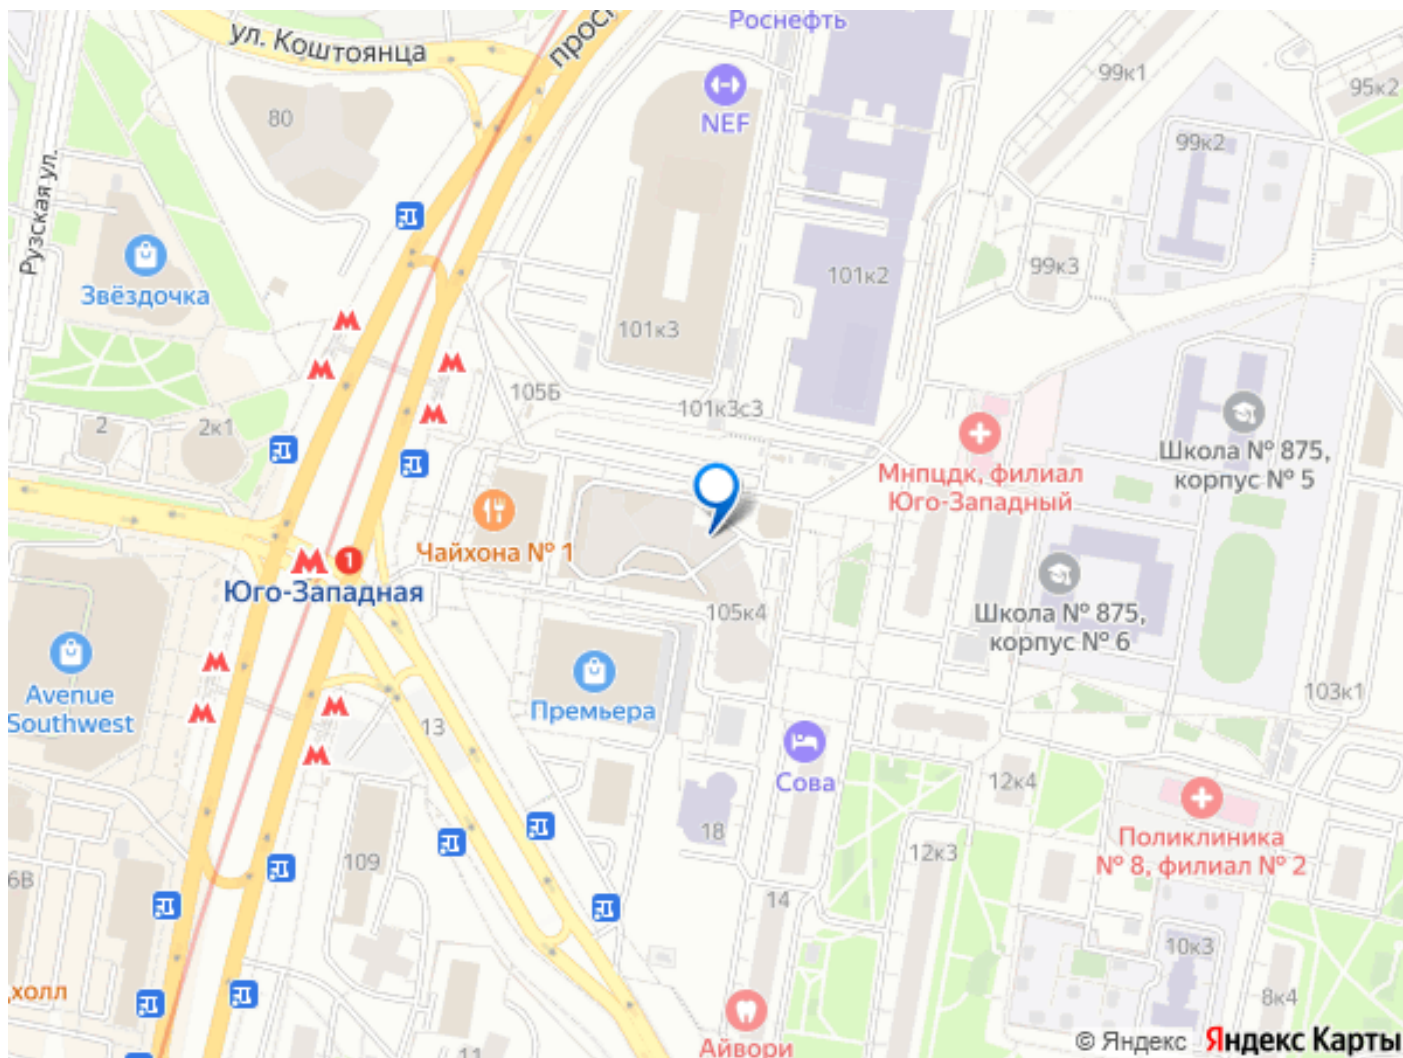 Роснефть
ул. Коштоянца
просп
99к1
95к2
80
NEF
99к2
Рузская ул.
Звёздочка
101к3
101к2
99к3
105Б
101к3с3
2
2к1
Школа № 875,
корпус № 5
Мнпцдк, филиал
Юго-Западный
Чайхона № 1
1
Юго-Западная
105к4
Школа № 875,
корпус № 6
Avenue
Southwest
Премьера
13
103к1
Сова
12к4
18
Поликлиника
№ 8, филиал № 2
109
12к3
6В
14
10к3
холл
8к4
11
Айвори
© Яндекс Яндекс Карты